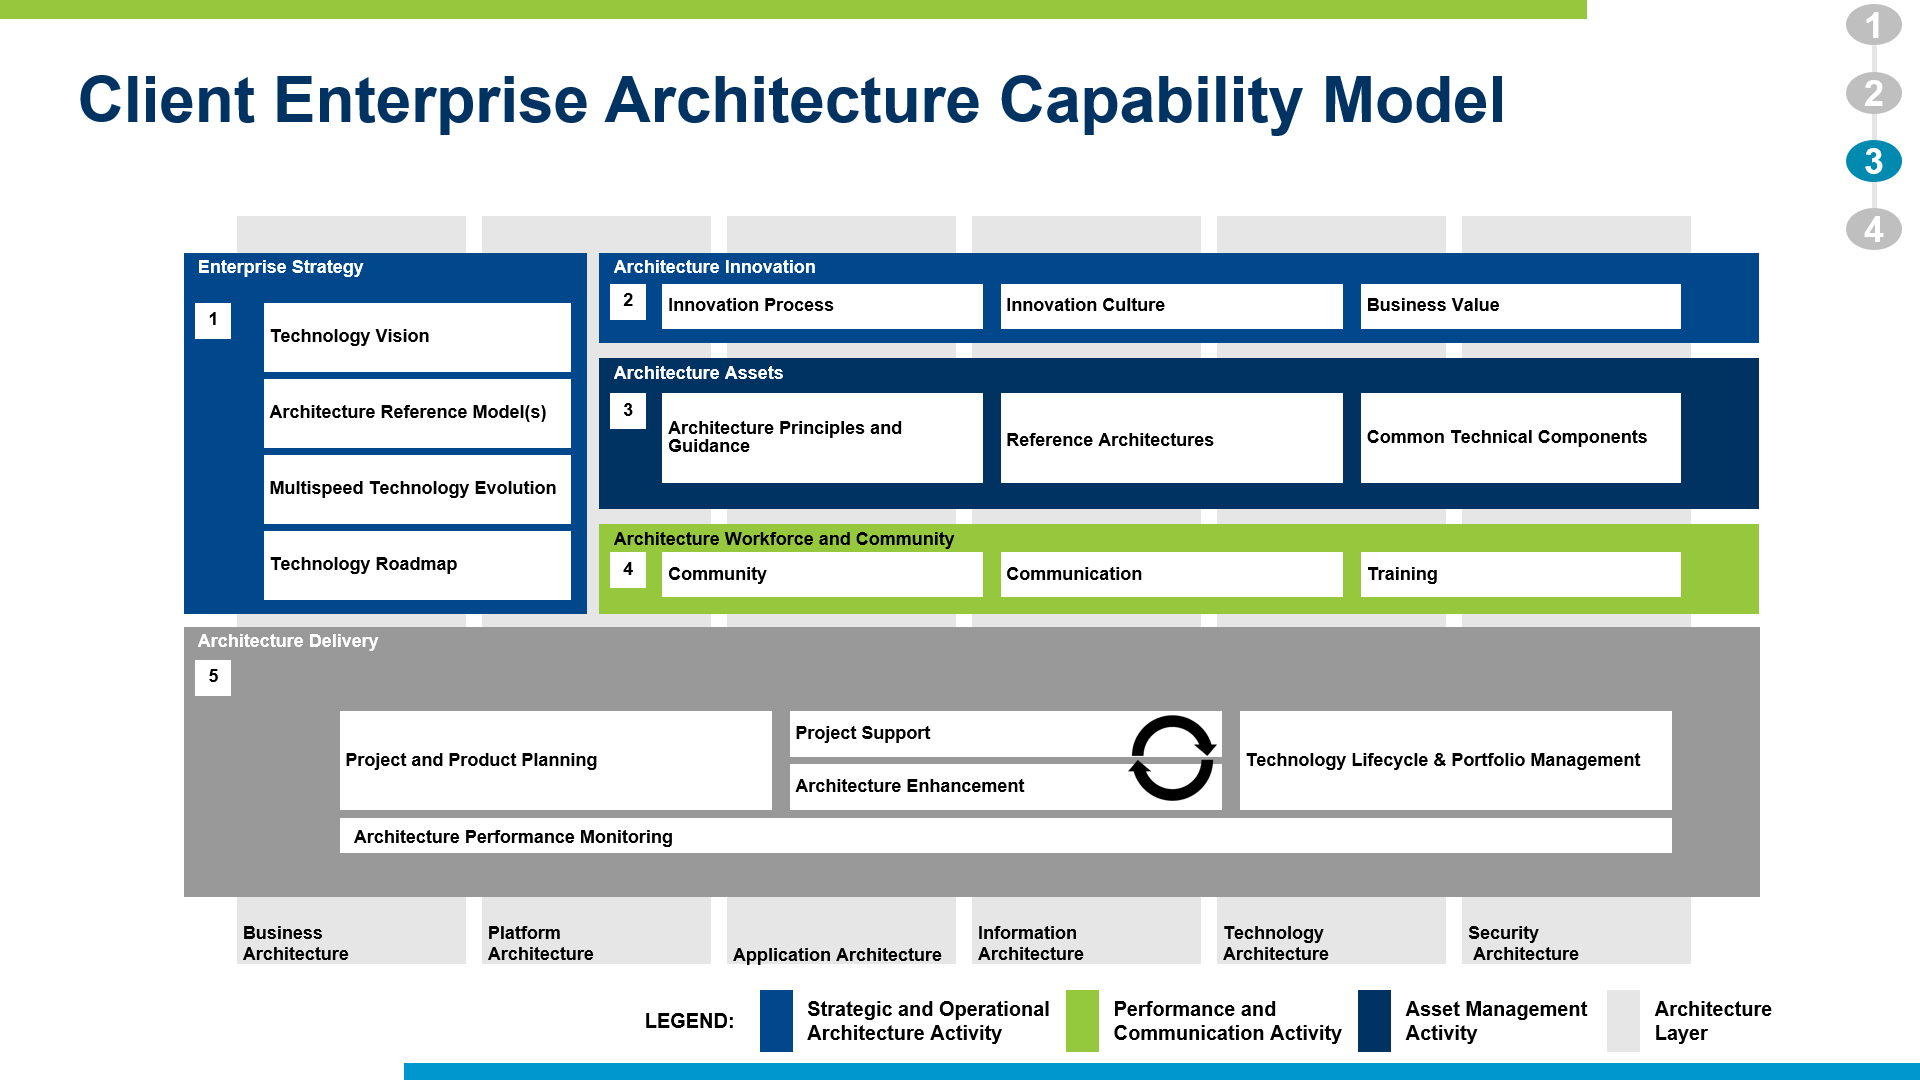 1
Client Enterprise Architecture Capability Model
2
3
4
Enterprise Strategy
1
Technology Vision
Architecture Reference Model(s)
Multispeed Technology Evolution
Technology Roadmap
Architecture Innovation
2
Innovation Process
Innovation Culture
Business Value
Architecture Assets
3
Architecture Principles and
Guidance
Reference Architectures
Common Technical Components
Architecture Workforce and Community
4
Community
Communication
Training
Architecture Delivery
5
Project and Product Planning
Project Support
Architecture Enhancement
Technology Lifecycle & Portfolio Management
Architecture Performance Monitoring
Business
Architecture
Platform
Architecture
Application Architecture
Information
Architecture
Technology
Architecture
Security
Architecture
LEGEND:
Strategic and Operational
Architecture Activity
Performance and
Communication Activity
Asset Management
Activity
Architecture
Layer